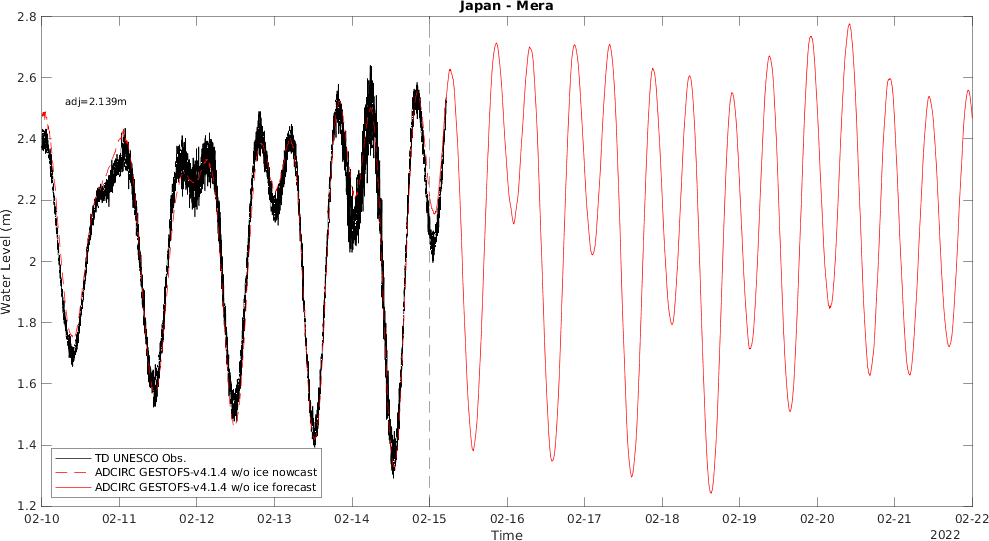 Japan - Mera
2.8
2.6
2.4
2.2
2
1.8
1.6
1.4
1.2
Water Level (m)
adj=2.139m
TD UNESCO Obs.
ADCIRC GESTOFS-v4.1.4 w/o ice nowcast
ADCIRC GESTOFS-v4.1.4 w/o ice forecast
02-10 02-11 02-12 02-13 02-14 02-15 02-16 02-17 02-18 02-19 02-20 02-21 02-22
Time
2022